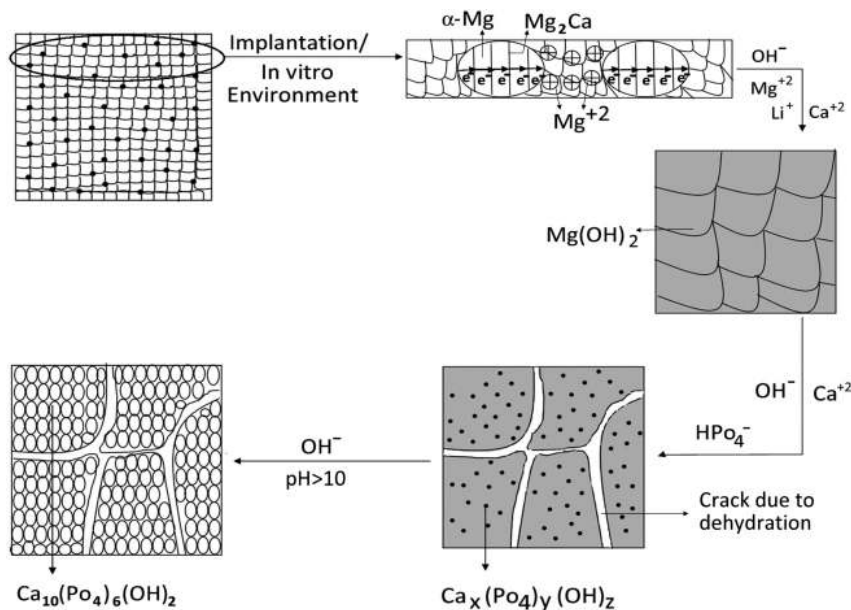 α-Mg
Mg₂Ca
Implantation/
In vitro
Environment
e⁻ e⁻ e⁻ e⁻ e⁻
e⁻ e⁻ e⁻ e⁻ e⁻
Mg⁺²
OH⁻
Mg⁺²
Li⁺
Ca⁺²
Mg(OH)₂
OH⁻
Ca⁺²
HPo₄⁻
OH⁻
pH>10
Crack due to
dehydration
Ca₁₀(Po₄)₆(OH)₂
Caₓ(Po₄)y(OH)z